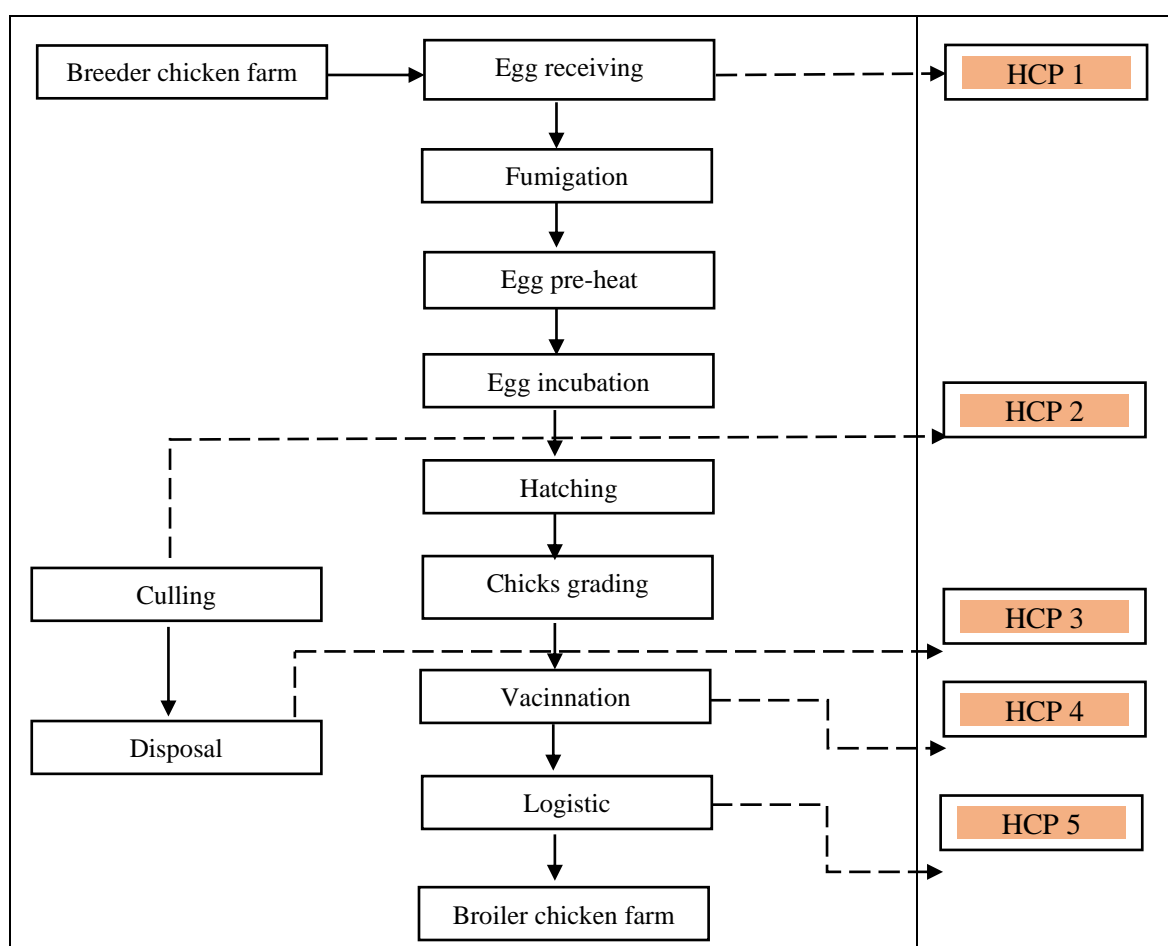 Breeder chicken farm
Egg receiving
HCP 1
Fumigation
Egg pre-heat
Egg incubation
HCP 2
Hatching
Chicks grading
Culling
HCP 3
Vacinnation
HCP 4
Disposal
Logistic
HCP 5
Broiler chicken farm